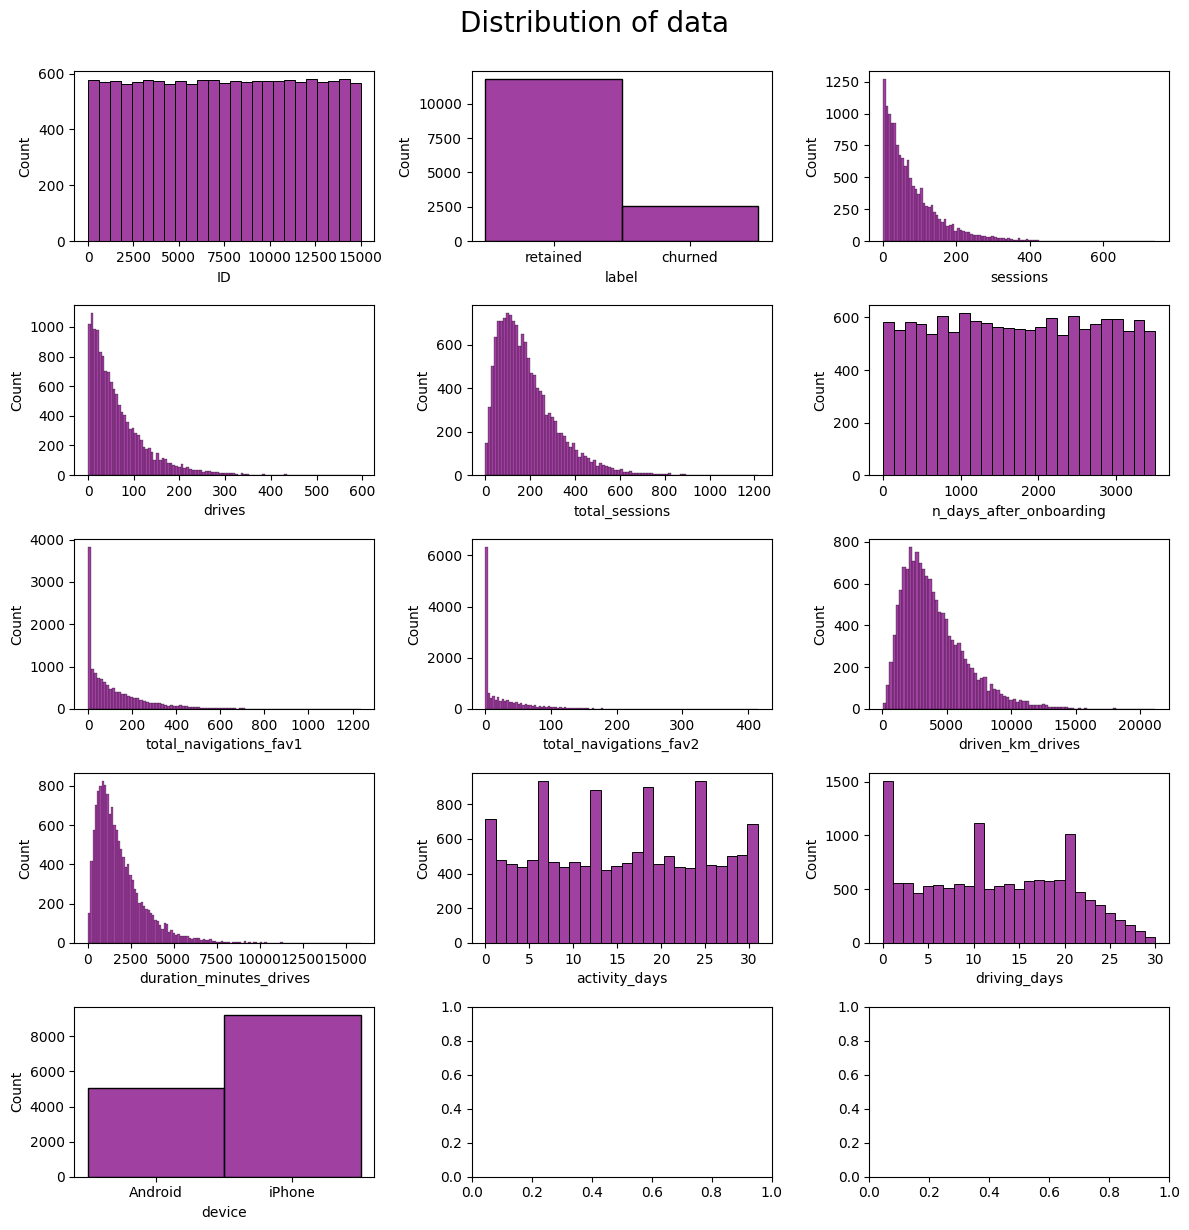 Distribution of data
600
400
200
0
Count
0 2500 5000 7500 10000 12500 15000
ID
10000
7500
5000
2500
0
Count
retained churned
label
1250
1000
750
500
250
0
Count
0 200 400 600
sessions
1000
800
600
400
200
0
Count
0 100 200 300 400 500 600
drives
600
400
200
0
Count
0 200 400 600 800 1000 1200
total_sessions
600
400
200
0
Count
0 1000 2000 3000
n_days_after_onboarding
4000
3000
2000
1000
0
Count
0 200 400 600 800 1000 1200
total_navigations_fav1
6000
4000
2000
0
Count
0 100 200 300 400
total_navigations_fav2
800
600
400
200
0
Count
0 5000 10000 15000 20000
driven_km_drives
800
600
400
200
0
Count
0 2500 5000 7500 10000 12500 15000
duration_minutes_drives
800
600
400
200
0
Count
0 5 10 15 20 25 30
activity_days
1500
1000
500
0
Count
0 5 10 15 20 25 30
driving_days
8000
6000
4000
2000
0
Count
Android iPhone
device
1.0
0.8
0.6
0.4
0.2
0.0
0.0 0.2 0.4 0.6 0.8 1.0
1.0
0.8
0.6
0.4
0.2
0.0
0.0 0.2 0.4 0.6 0.8 1.0